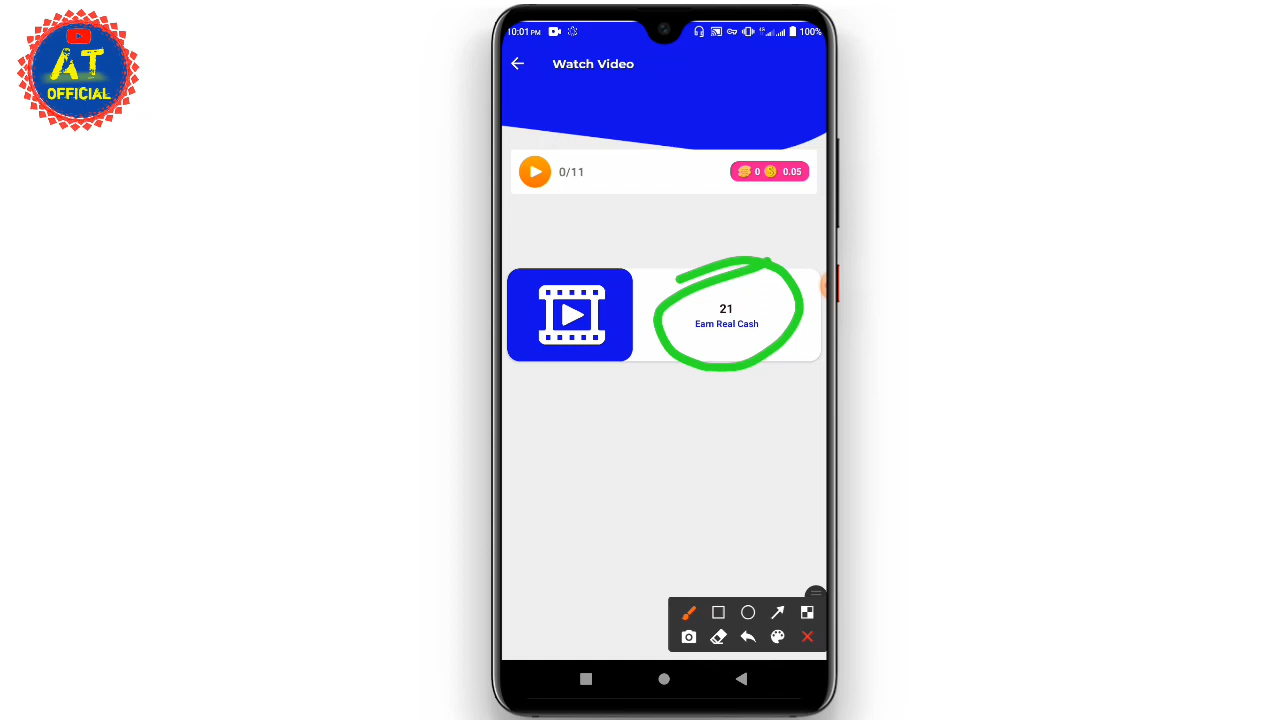 AT
OFFICIAL
10:01 PM
100%
Watch Video
0/11
0 0.05
21
Earn Real Cash